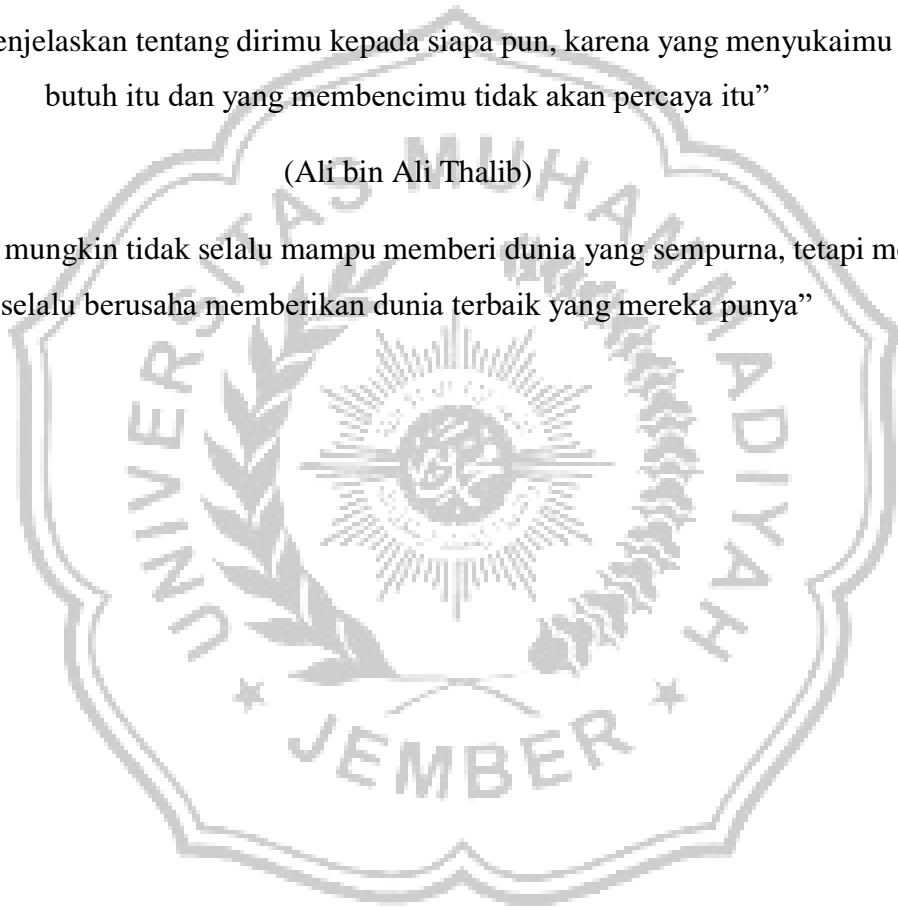 enjelaskan tentang dirimu kepada siapa pun, karena yang menyukaimu
butuh itu dan yang membencimu tidak akan percaya itu”
(Ali bin Ali Thalib)
mungkin tidak selalu mampu memberi dunia yang sempurna, tetapi me
selalu berusaha memberikan dunia terbaik yang mereka punya”
UNIVERSITAS MUHAMMADIYAH
JEMBER